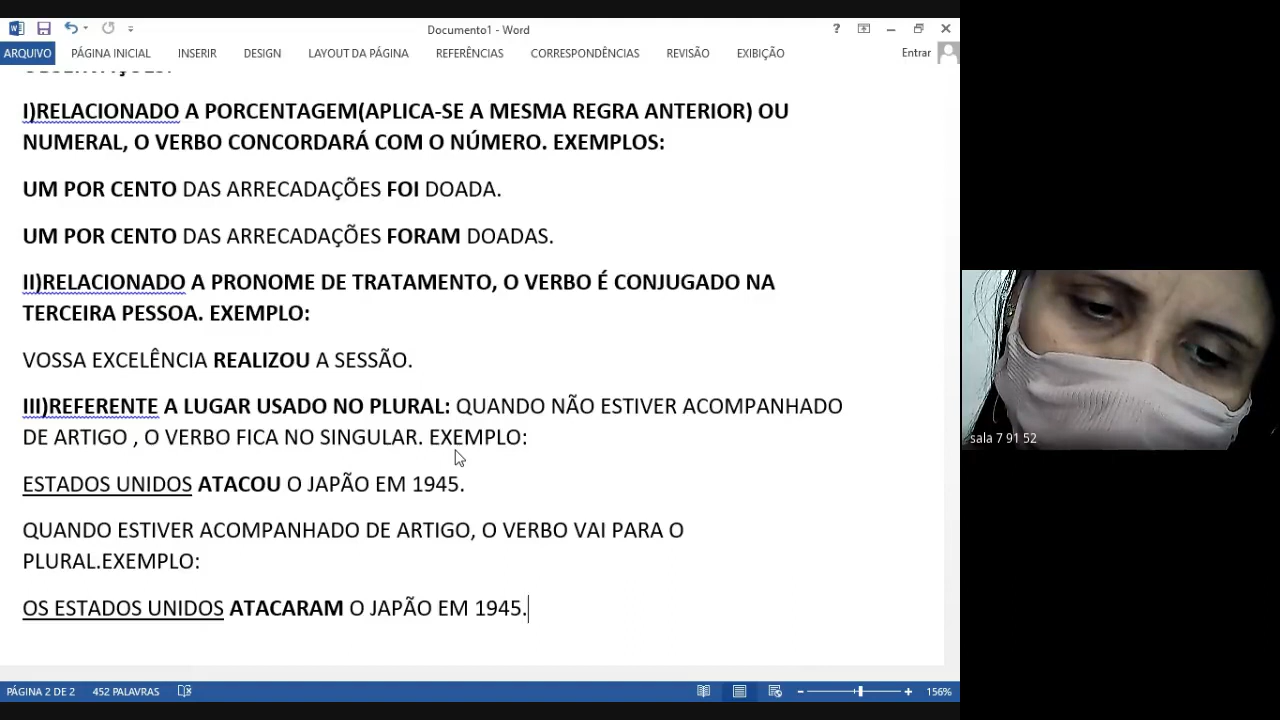 Documento1 - Word
?
ARQUIVO PÁGINA INICIAL INSERIR DESIGN LAYOUT DA PÁGINA REFERÊNCIAS CORRESPONDÊNCIAS REVISÃO EXIBIÇÃO Entrar
I)RELACIONADO A PORCENTAGEM(APLICA-SE A MESMA REGRA ANTERIOR) OU
NUMERAL, O VERBO CONCORDARÁ COM O NÚMERO. EXEMPLOS:
UM POR CENTO DAS ARRECADAÇÕES FOI DOADA.
UM POR CENTO DAS ARRECADAÇÕES FORAM DOADAS.
II)RELACIONADO A PRONOME DE TRATAMENTO, O VERBO É CONJUGADO NA
TERCEIRA PESSOA. EXEMPLO:
VOSSA EXCELÊNCIA REALIZOU A SESSÃO.
III)REFERENTE A LUGAR USADO NO PLURAL: QUANDO NÃO ESTIVER ACOMPANHADO
DE ARTIGO , O VERBO FICA NO SINGULAR. EXEMPLO:
ESTADOS UNIDOS ATACOU O JAPÃO EM 1945.
QUANDO ESTIVER ACOMPANHADO DE ARTIGO, O VERBO VAI PARA O
PLURAL.EXEMPLO:
OS ESTADOS UNIDOS ATACARAM O JAPÃO EM 1945.
PÁGINA 2 DE 2 452 PALAVRAS 156%
sala 7 91 52